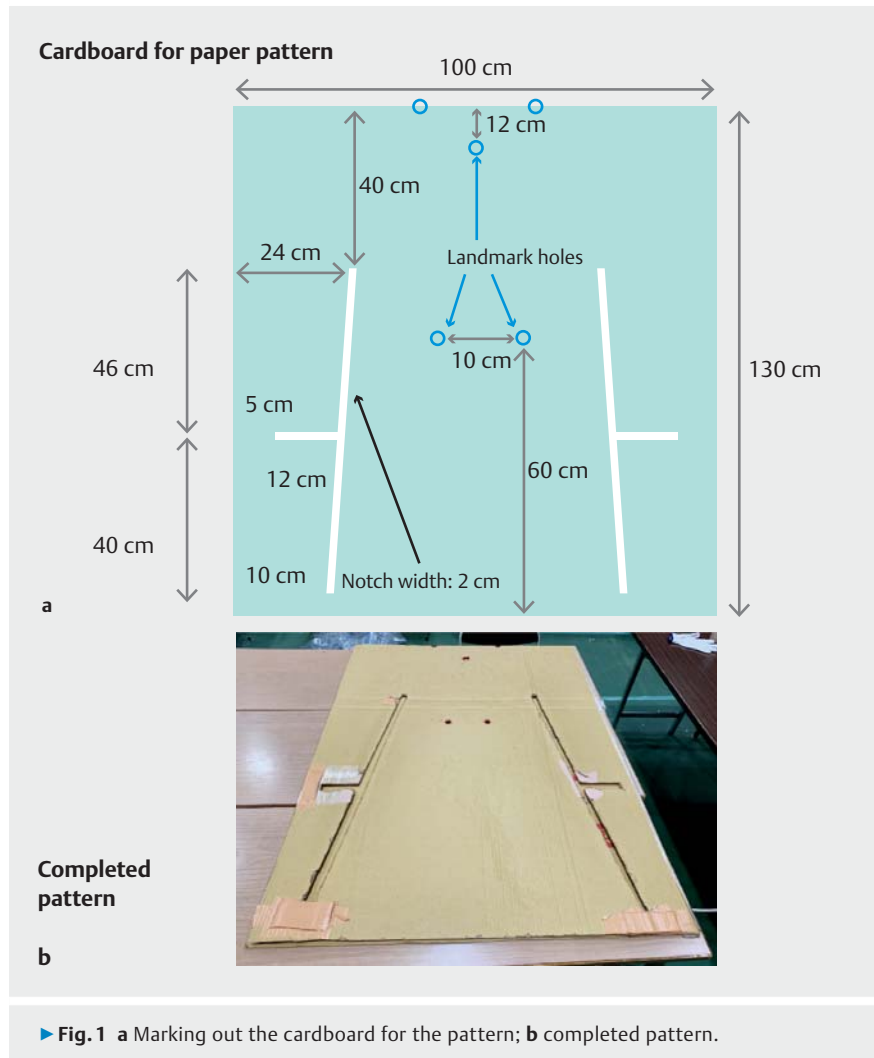 Cardboard for paper pattern
100 cm
12 cm
40 cm
24 cm
Landmark holes
46 cm
10 cm
130 cm
5 cm
12 cm
60 cm
40 cm
10 cm
Notch width: 2 cm
a
Completed
pattern
b
▶ Fig. 1 a Marking out the cardboard for the pattern; b completed pattern.